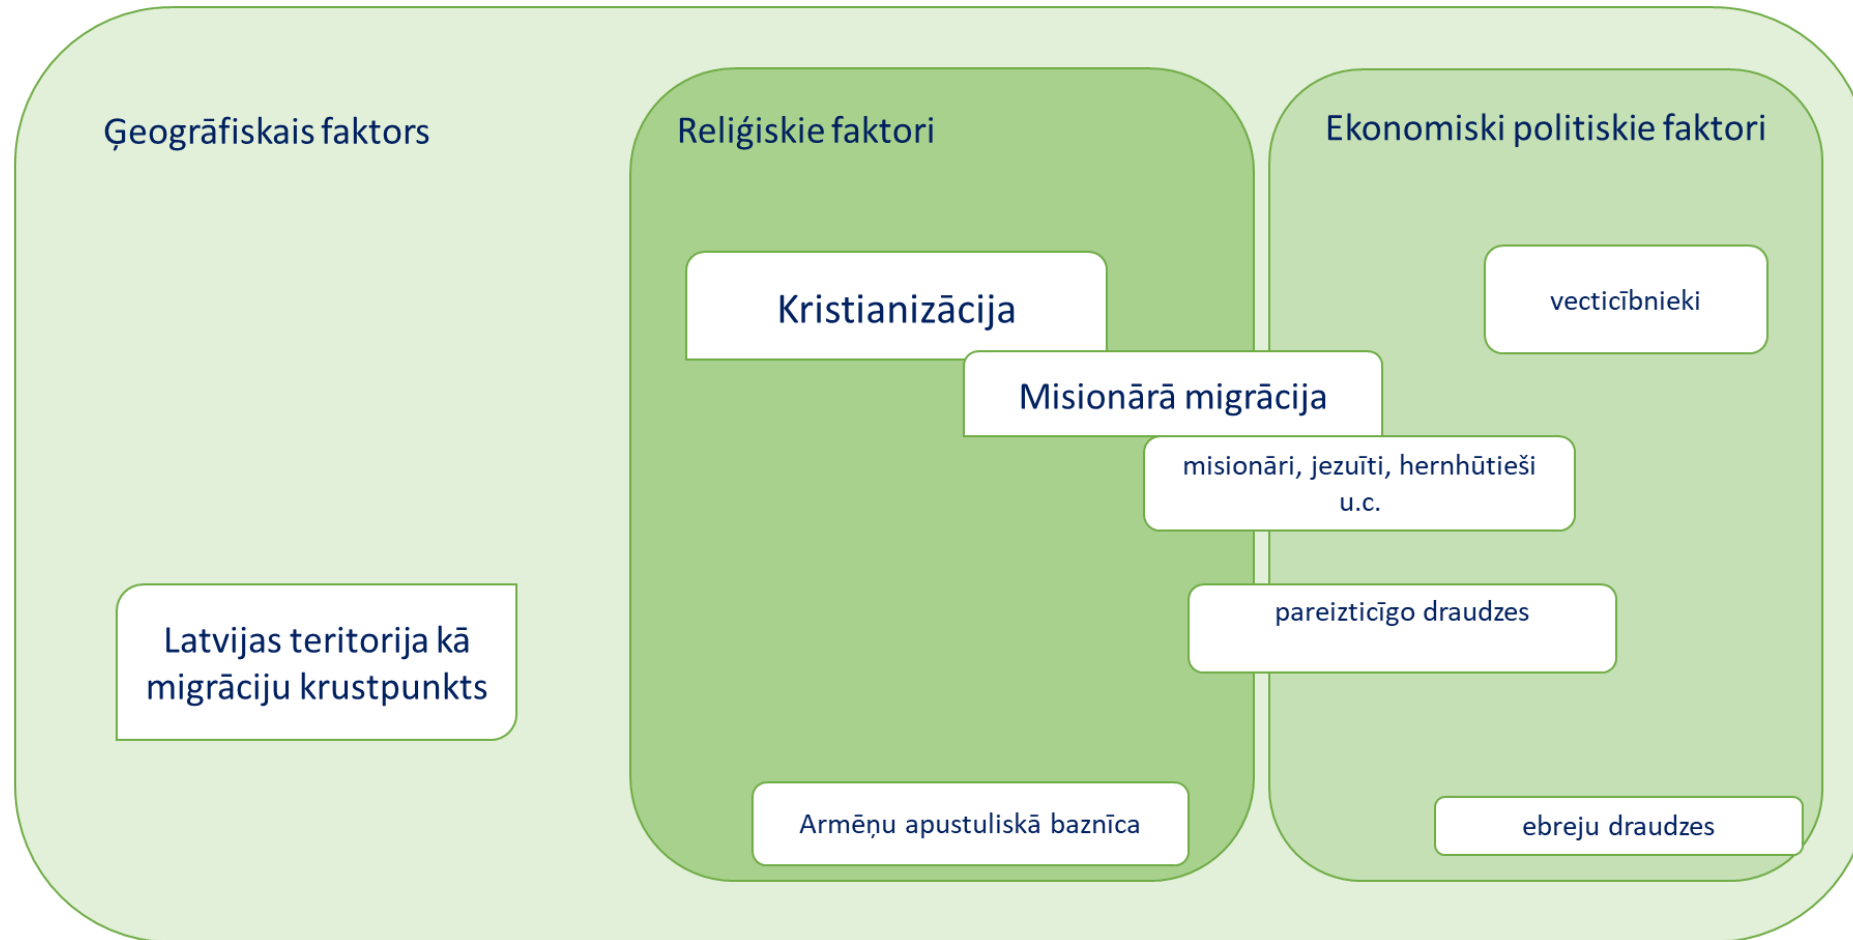 Ģeogrāfiskais faktors
Reliģiskie faktori
Ekonomiski politiskie faktori
Kristianizācija
vecticībnieki
Misionārā migrācija
misionāri, jezuīti, hernhūtieši
u.c.
pareizticīgo draudzes
Latvijas teritorija kā
migrāciju krustpunkts
Armēņu apustuliskā baznīca
ebreju draudzes